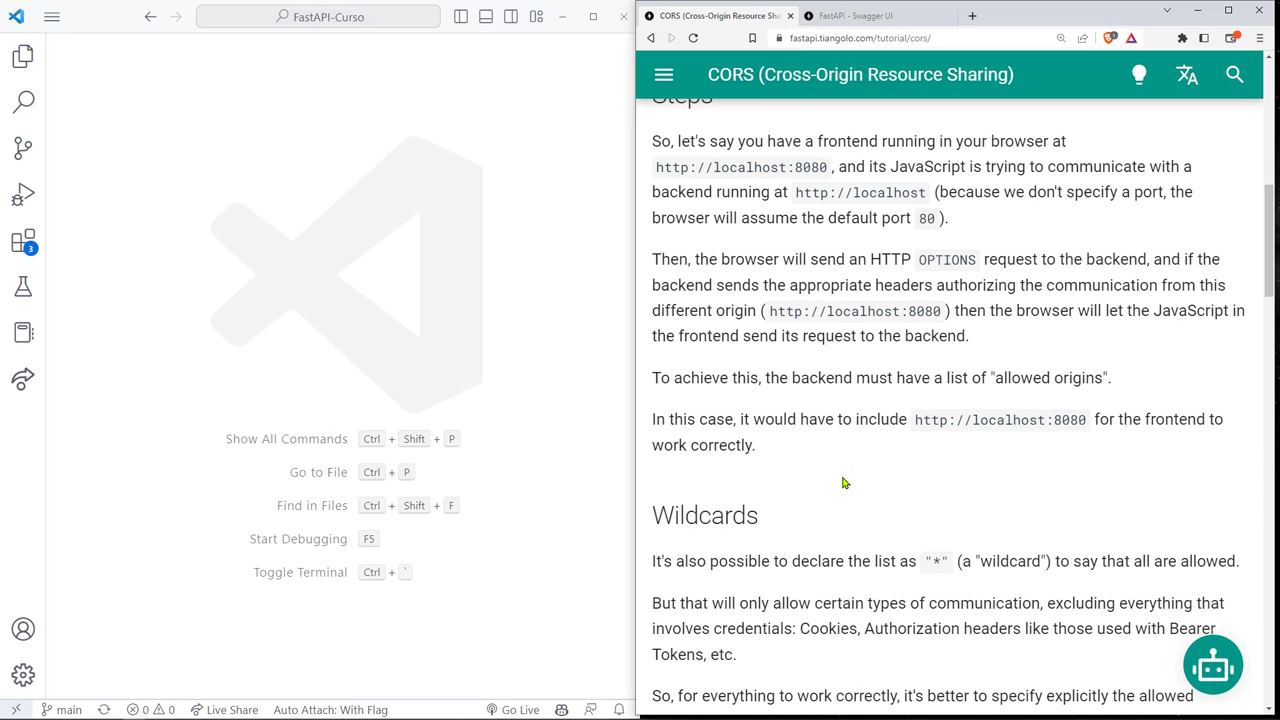 FastAPI-Curso
CORS (Cross-Origin Resource Sha
FastAPI - Swagger UI
fastapi.tiangolo.com/tutorial/cors/
CORS (Cross-Origin Resource Sharing)
Steps
So, let's say you have a frontend running in your browser at
http://localhost:8080 , and its JavaScript is trying to communicate with a
backend running at http://localhost (because we don't specify a port, the
browser will assume the default port 80 ).
Then, the browser will send an HTTP OPTIONS request to the backend, and if the
backend sends the appropriate headers authorizing the communication from this
different origin ( http://localhost:8080 ) then the browser will let the JavaScript in
the frontend send its request to the backend.
To achieve this, the backend must have a list of "allowed origins".
In this case, it would have to include http://localhost:8080 for the frontend to
work correctly.
Wildcards
It's also possible to declare the list as "*" (a "wildcard") to say that all are allowed.
But that will only allow certain types of communication, excluding everything that
involves credentials: Cookies, Authorization headers like those used with Bearer
Tokens, etc.
So, for everything to work correctly, it's better to specify explicitly the allowed
3
Show All Commands Ctrl + Shift + P
Go to File Ctrl + P
Find in Files Ctrl + Shift + F
Start Debugging F5
Toggle Terminal Ctrl + `
main 0 0 Live Share Auto Attach: With Flag Go Live